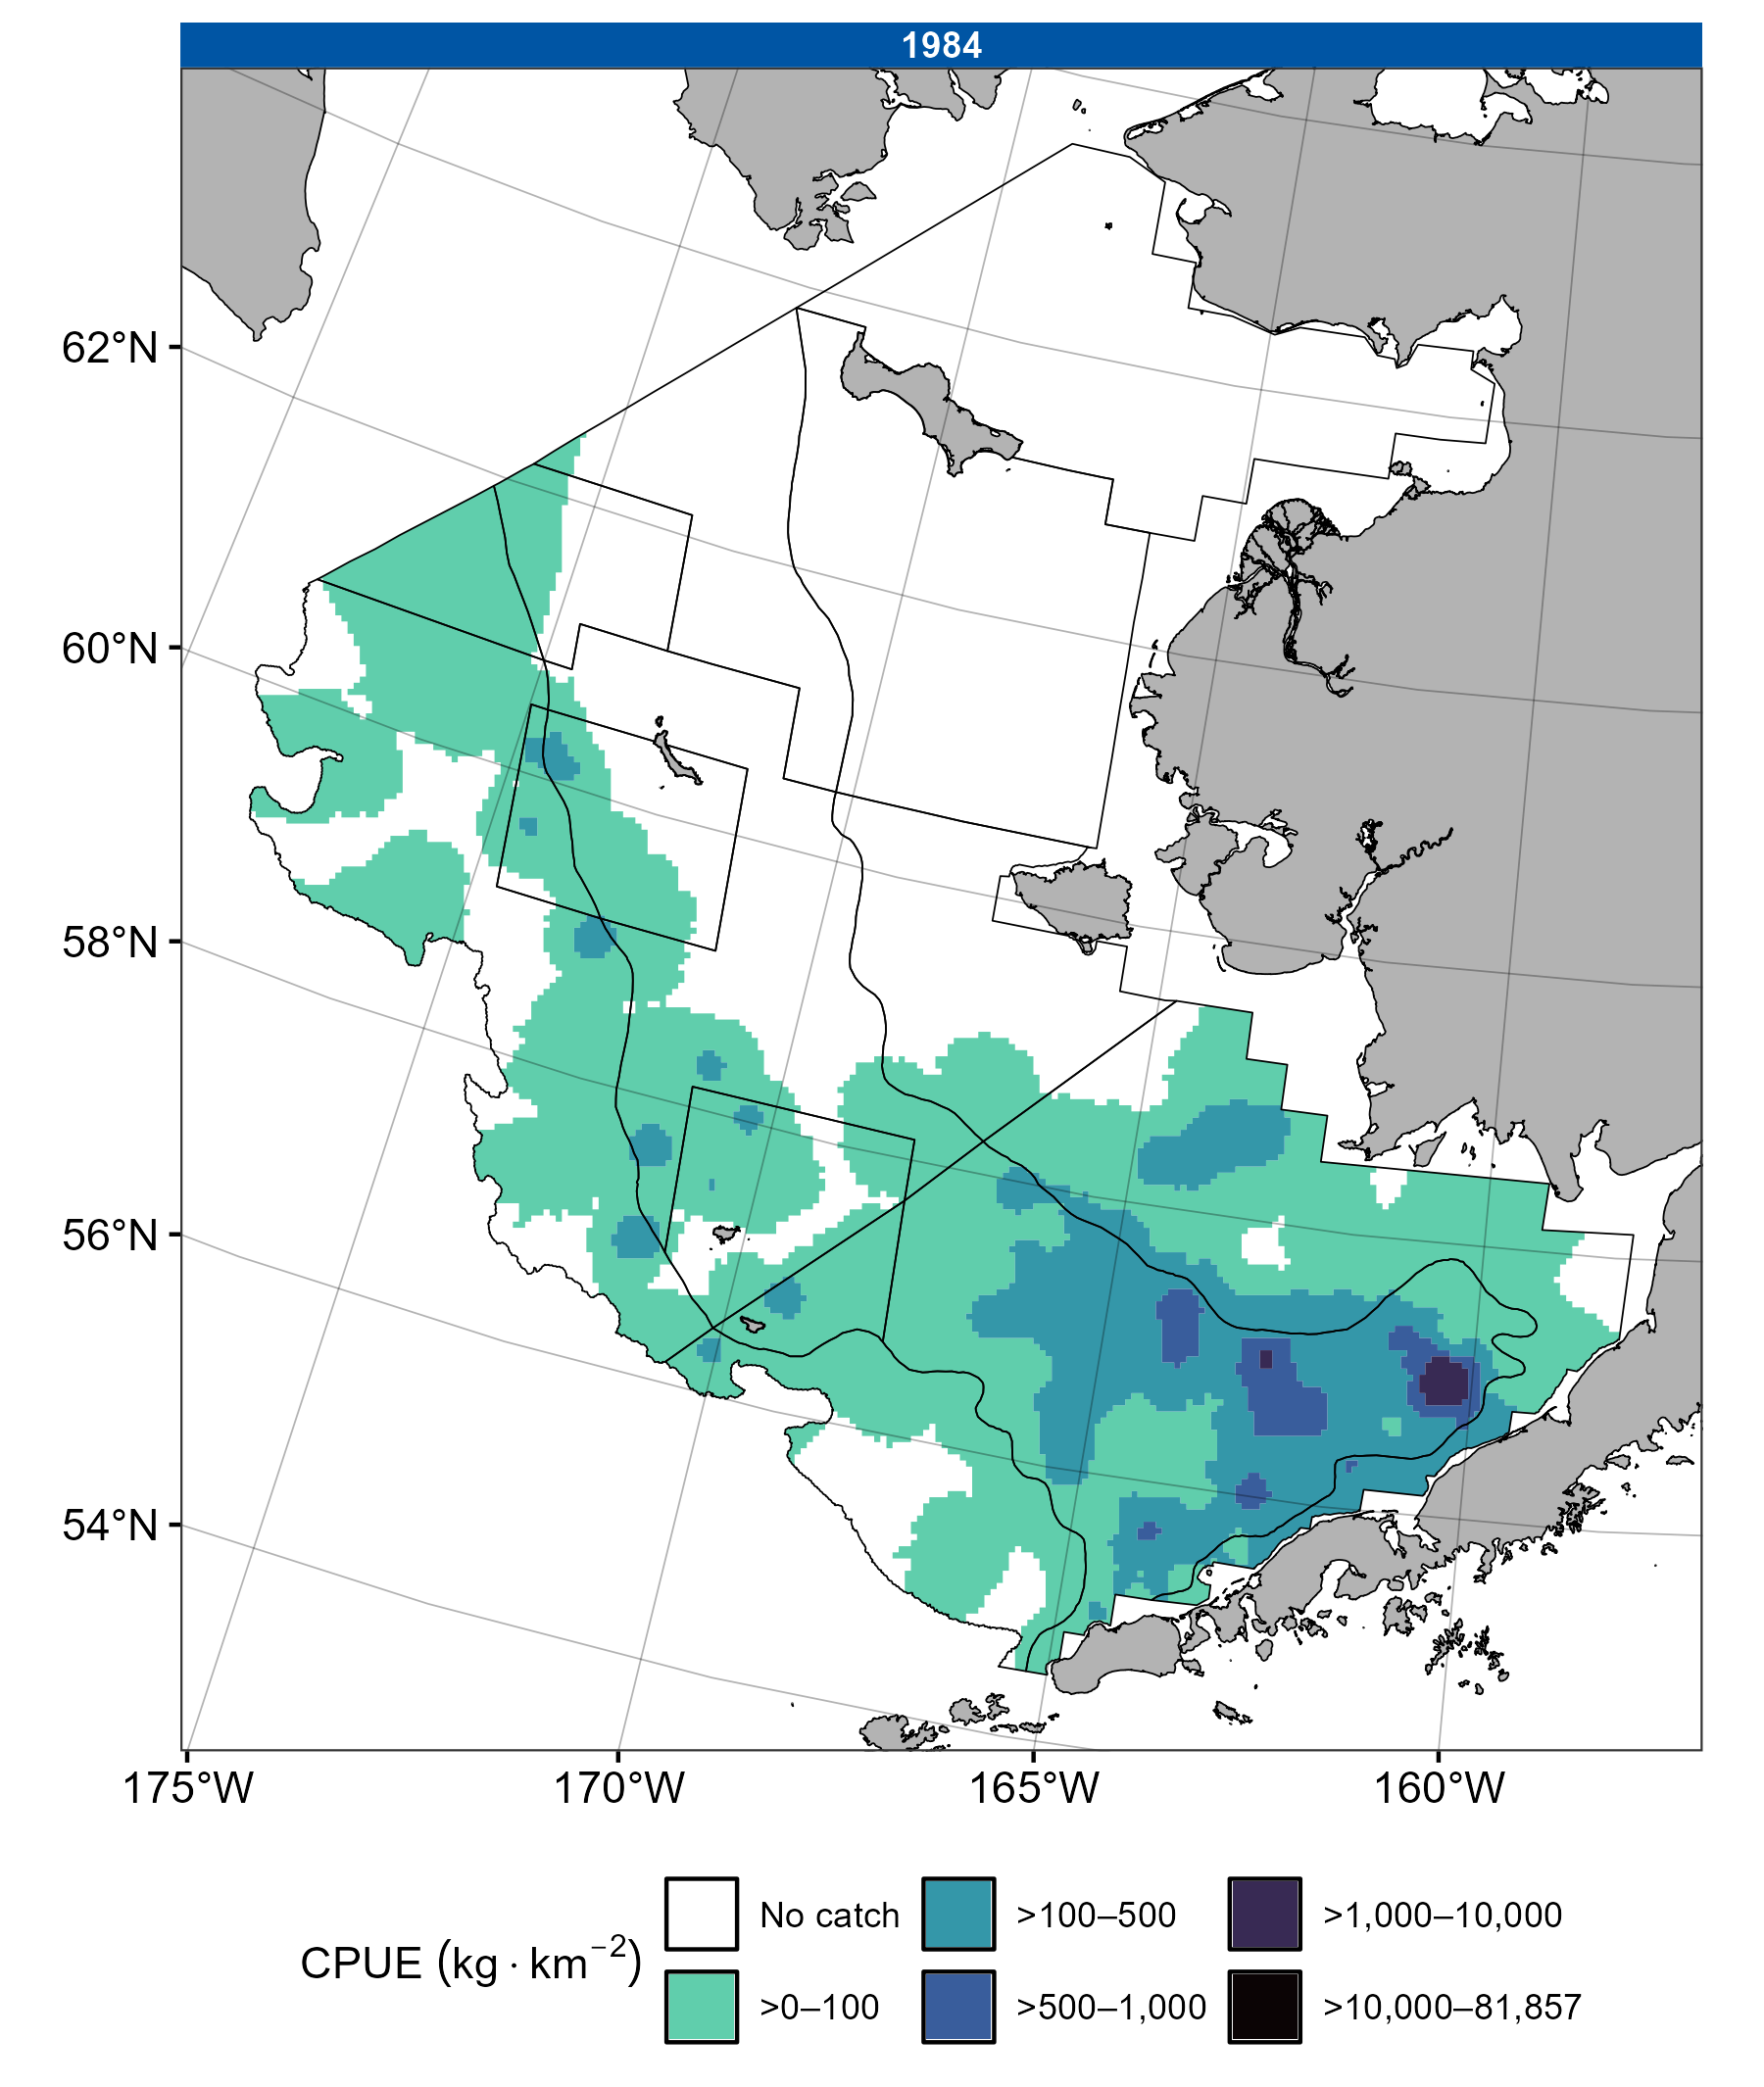 1984
62°N
60°N
58°N
56°N
54°N
175°W 170°W 165°W 160°W
CPUE (kg · km⁻²)
No catch >100–500 >1,000–10,000
>0–100 >500–1,000 >10,000–81,857